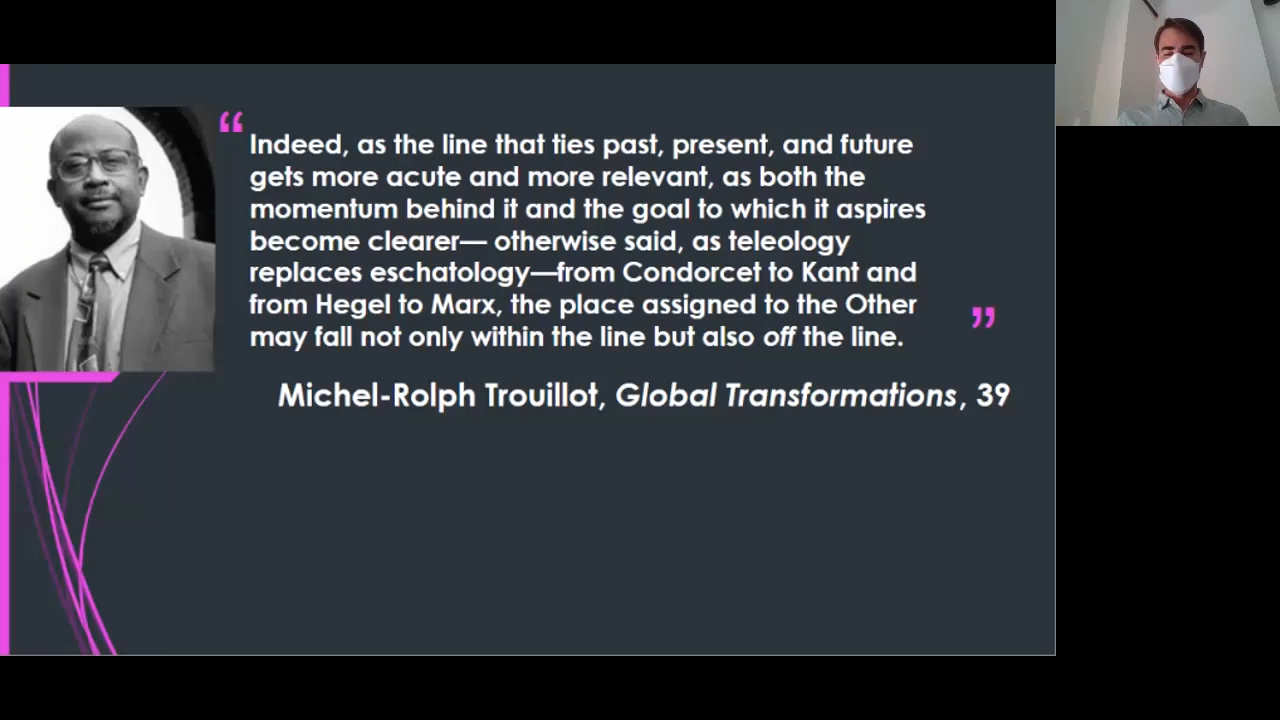 “Indeed, as the line that ties past, present, and future
gets more acute and more relevant, as both the
momentum behind it and the goal to which it aspires
become clearer— otherwise said, as teleology
replaces eschatology—from Condorcet to Kant and
from Hegel to Marx, the place assigned to the Other
may fall not only within the line but also off the line.”
Michel-Rolph Trouillot, Global Transformations, 39